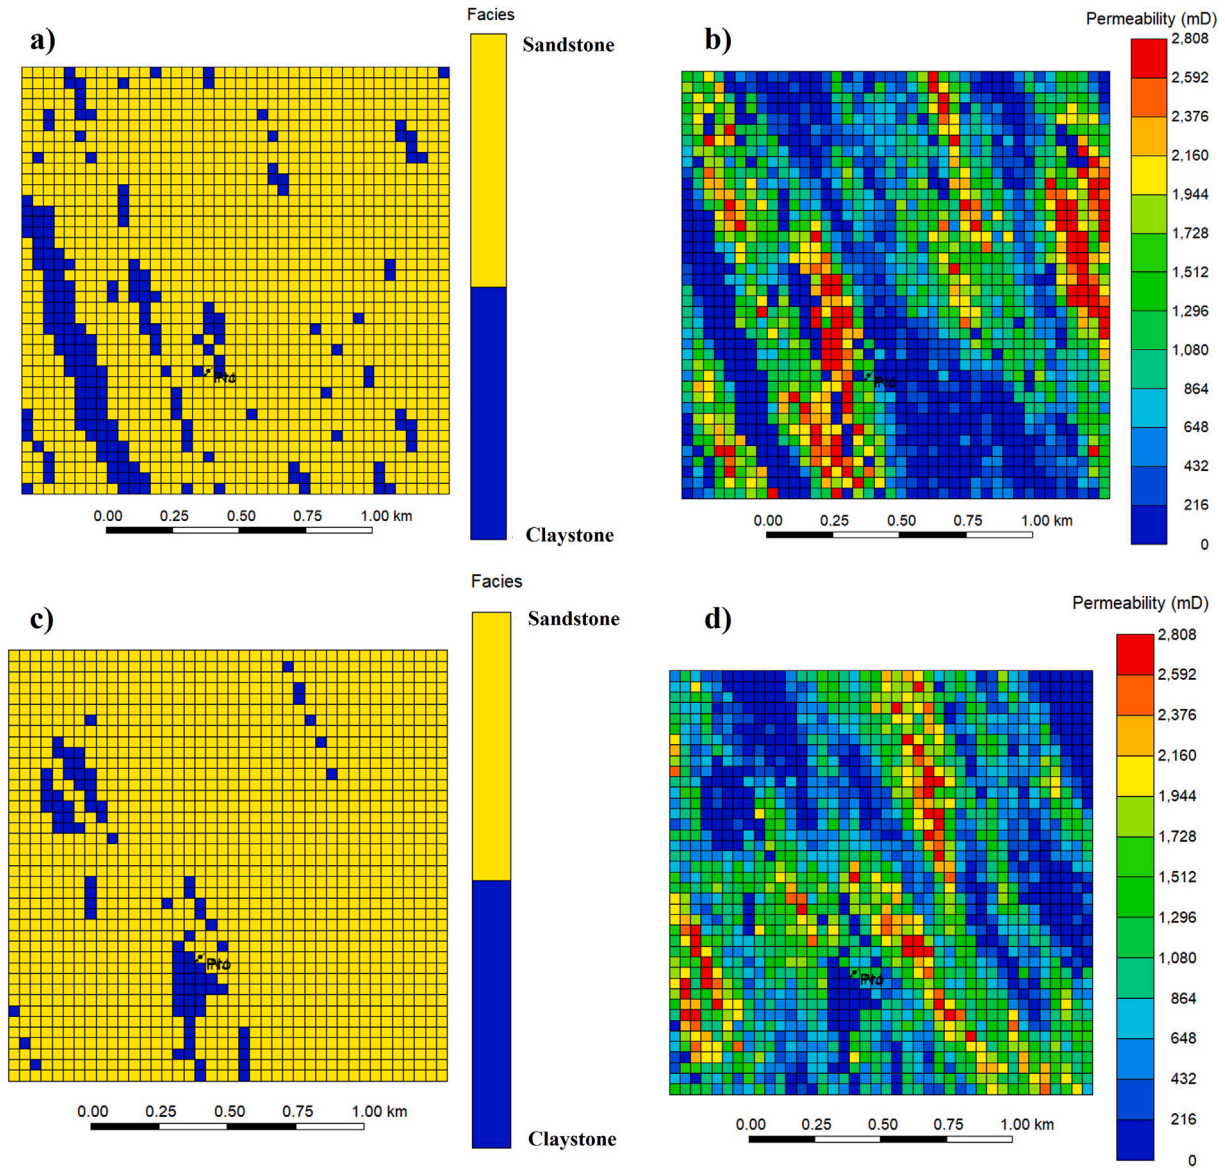 a)
Facies
Sandstone
Claystone
0.00 0.25 0.50 0.75 1.00 km
b)
Permeability (mD)
2,808
2,592
2,376
2,160
1,944
1,728
1,512
1,296
1,080
864
648
432
216
0
0.00 0.25 0.50 0.75 1.00 km
c)
Facies
Sandstone
Claystone
0.00 0.25 0.50 0.75 1.00 km
d)
Permeability (mD)
2,808
2,592
2,376
2,160
1,944
1,728
1,512
1,296
1,080
864
648
432
216
0
0.00 0.25 0.50 0.75 1.00 km